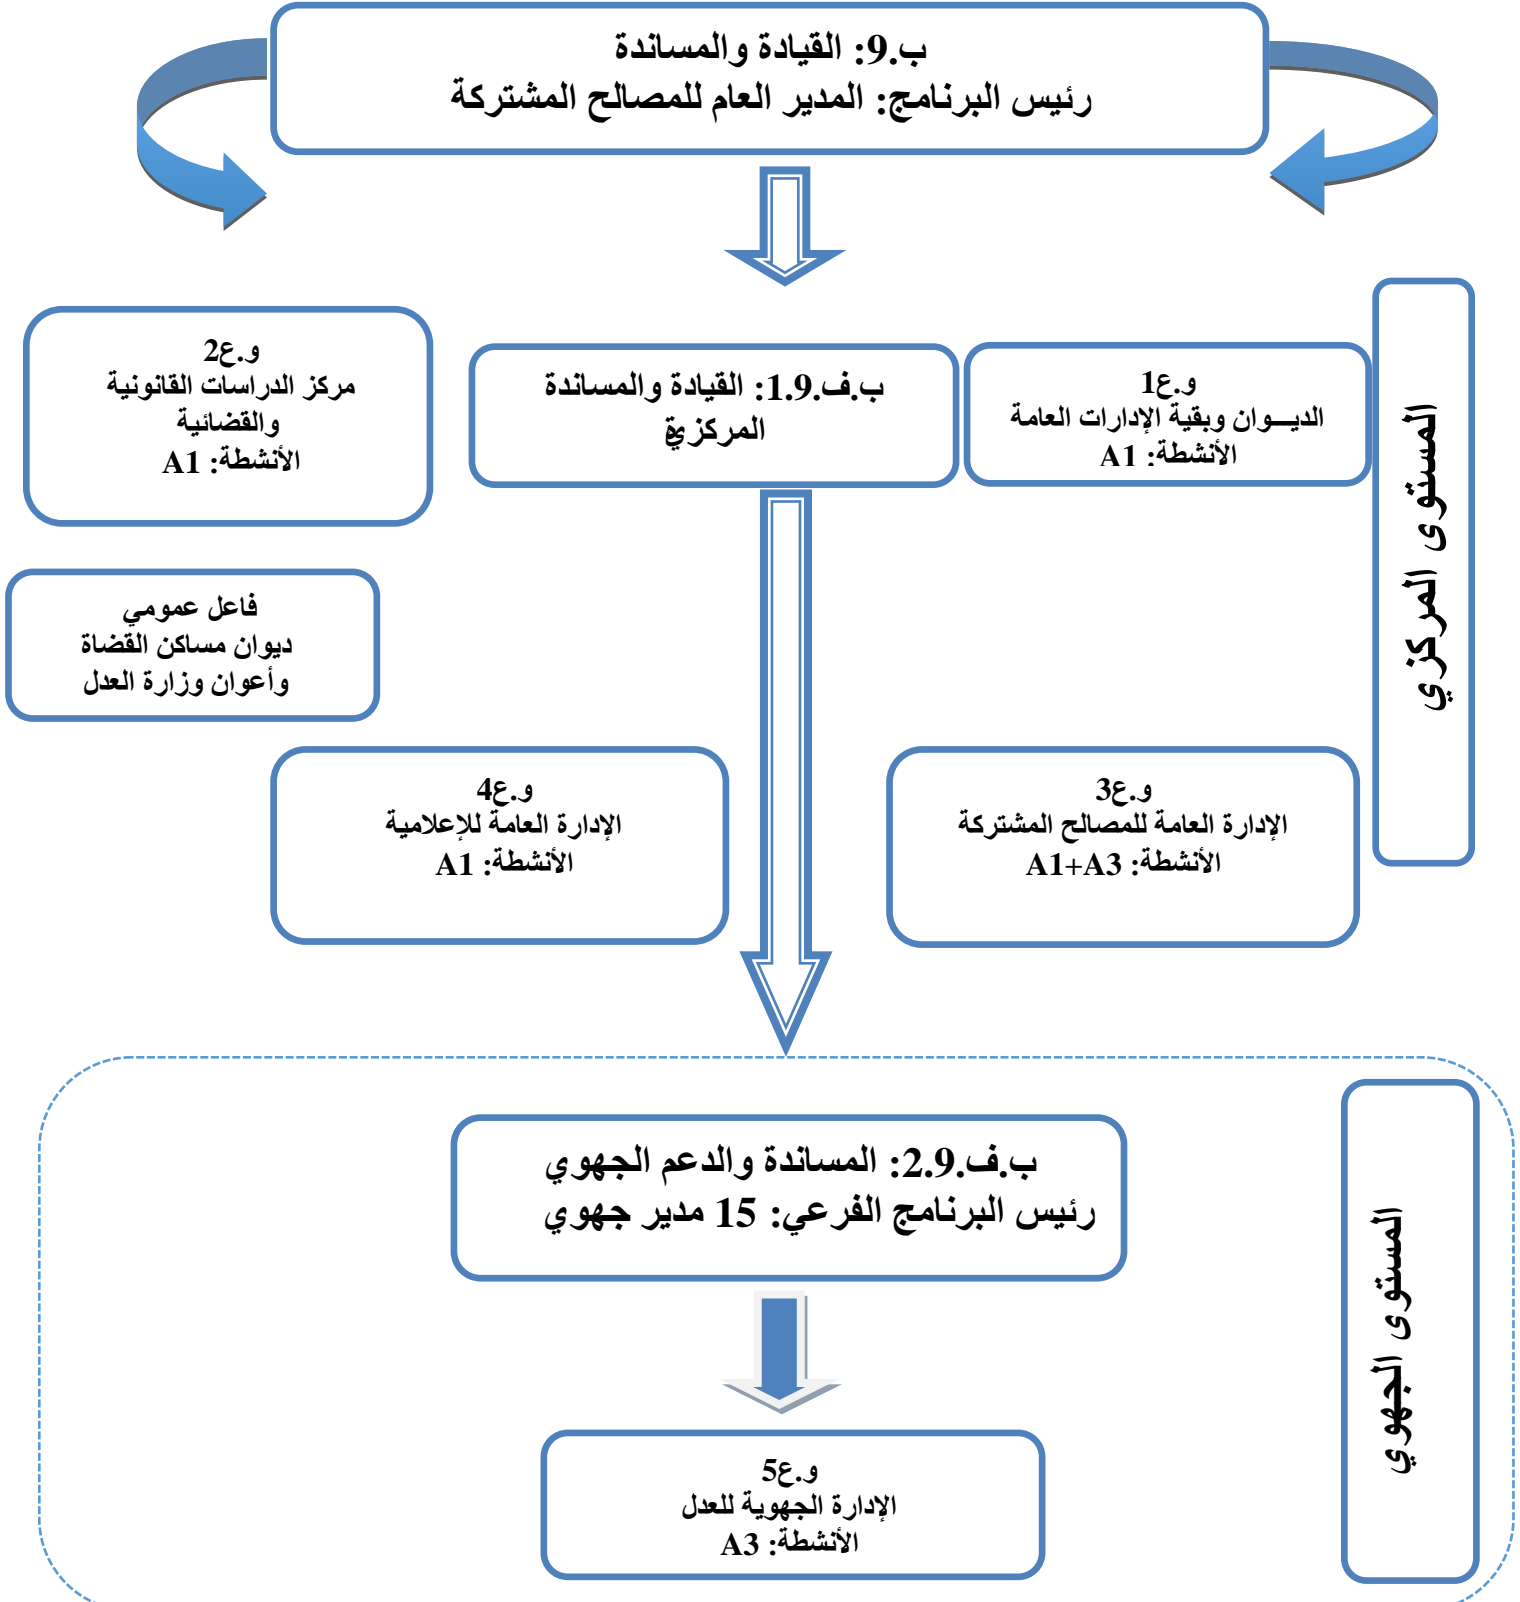 ب.9: القيادة والمساندة
رئيس البرنامج: المدير العام للمصالح المشتركة
المستوى المركزي
و.ع1
الديـــوان وبقية الإدارات العامة
الأنشطة: A1
ب.ف.1.9: القيادة والمساندة
المركزية
و.ع2
مركز الدراسات القانونية
والقضائية
الأنشطة: A1
فاعل عمومي
ديوان مساكن القضاة
وأعوان وزارة العدل
و.ع3
الإدارة العامة للمصالح المشتركة
الأنشطة: A1+A3
و.ع4
الإدارة العامة للإعلامية
الأنشطة: A1
المستوى الجهوي
ب.ف.2.9: المساندة والدعم الجهوي
رئيس البرنامج الفرعي: 15 مدير جهوي
و.ع5
الإدارة الجهوية للعدل
الأنشطة: A3